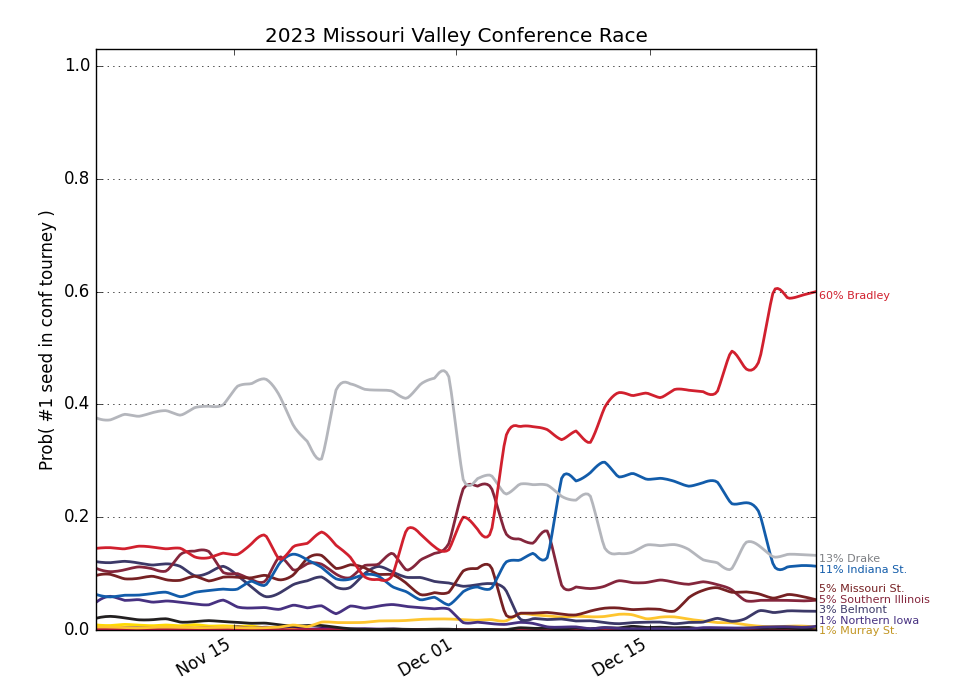 2023 Missouri Valley Conference Race
Prob( #1 seed in conf tourney )
1.0
0.8
0.6
0.4
0.2
0.0
Nov 15
Dec 01
Dec 15
60% Bradley
13% Drake
11% Indiana St.
5% Missouri St.
5% Southern Illinois
3% Belmont
1% Northern Iowa
1% Murray St.